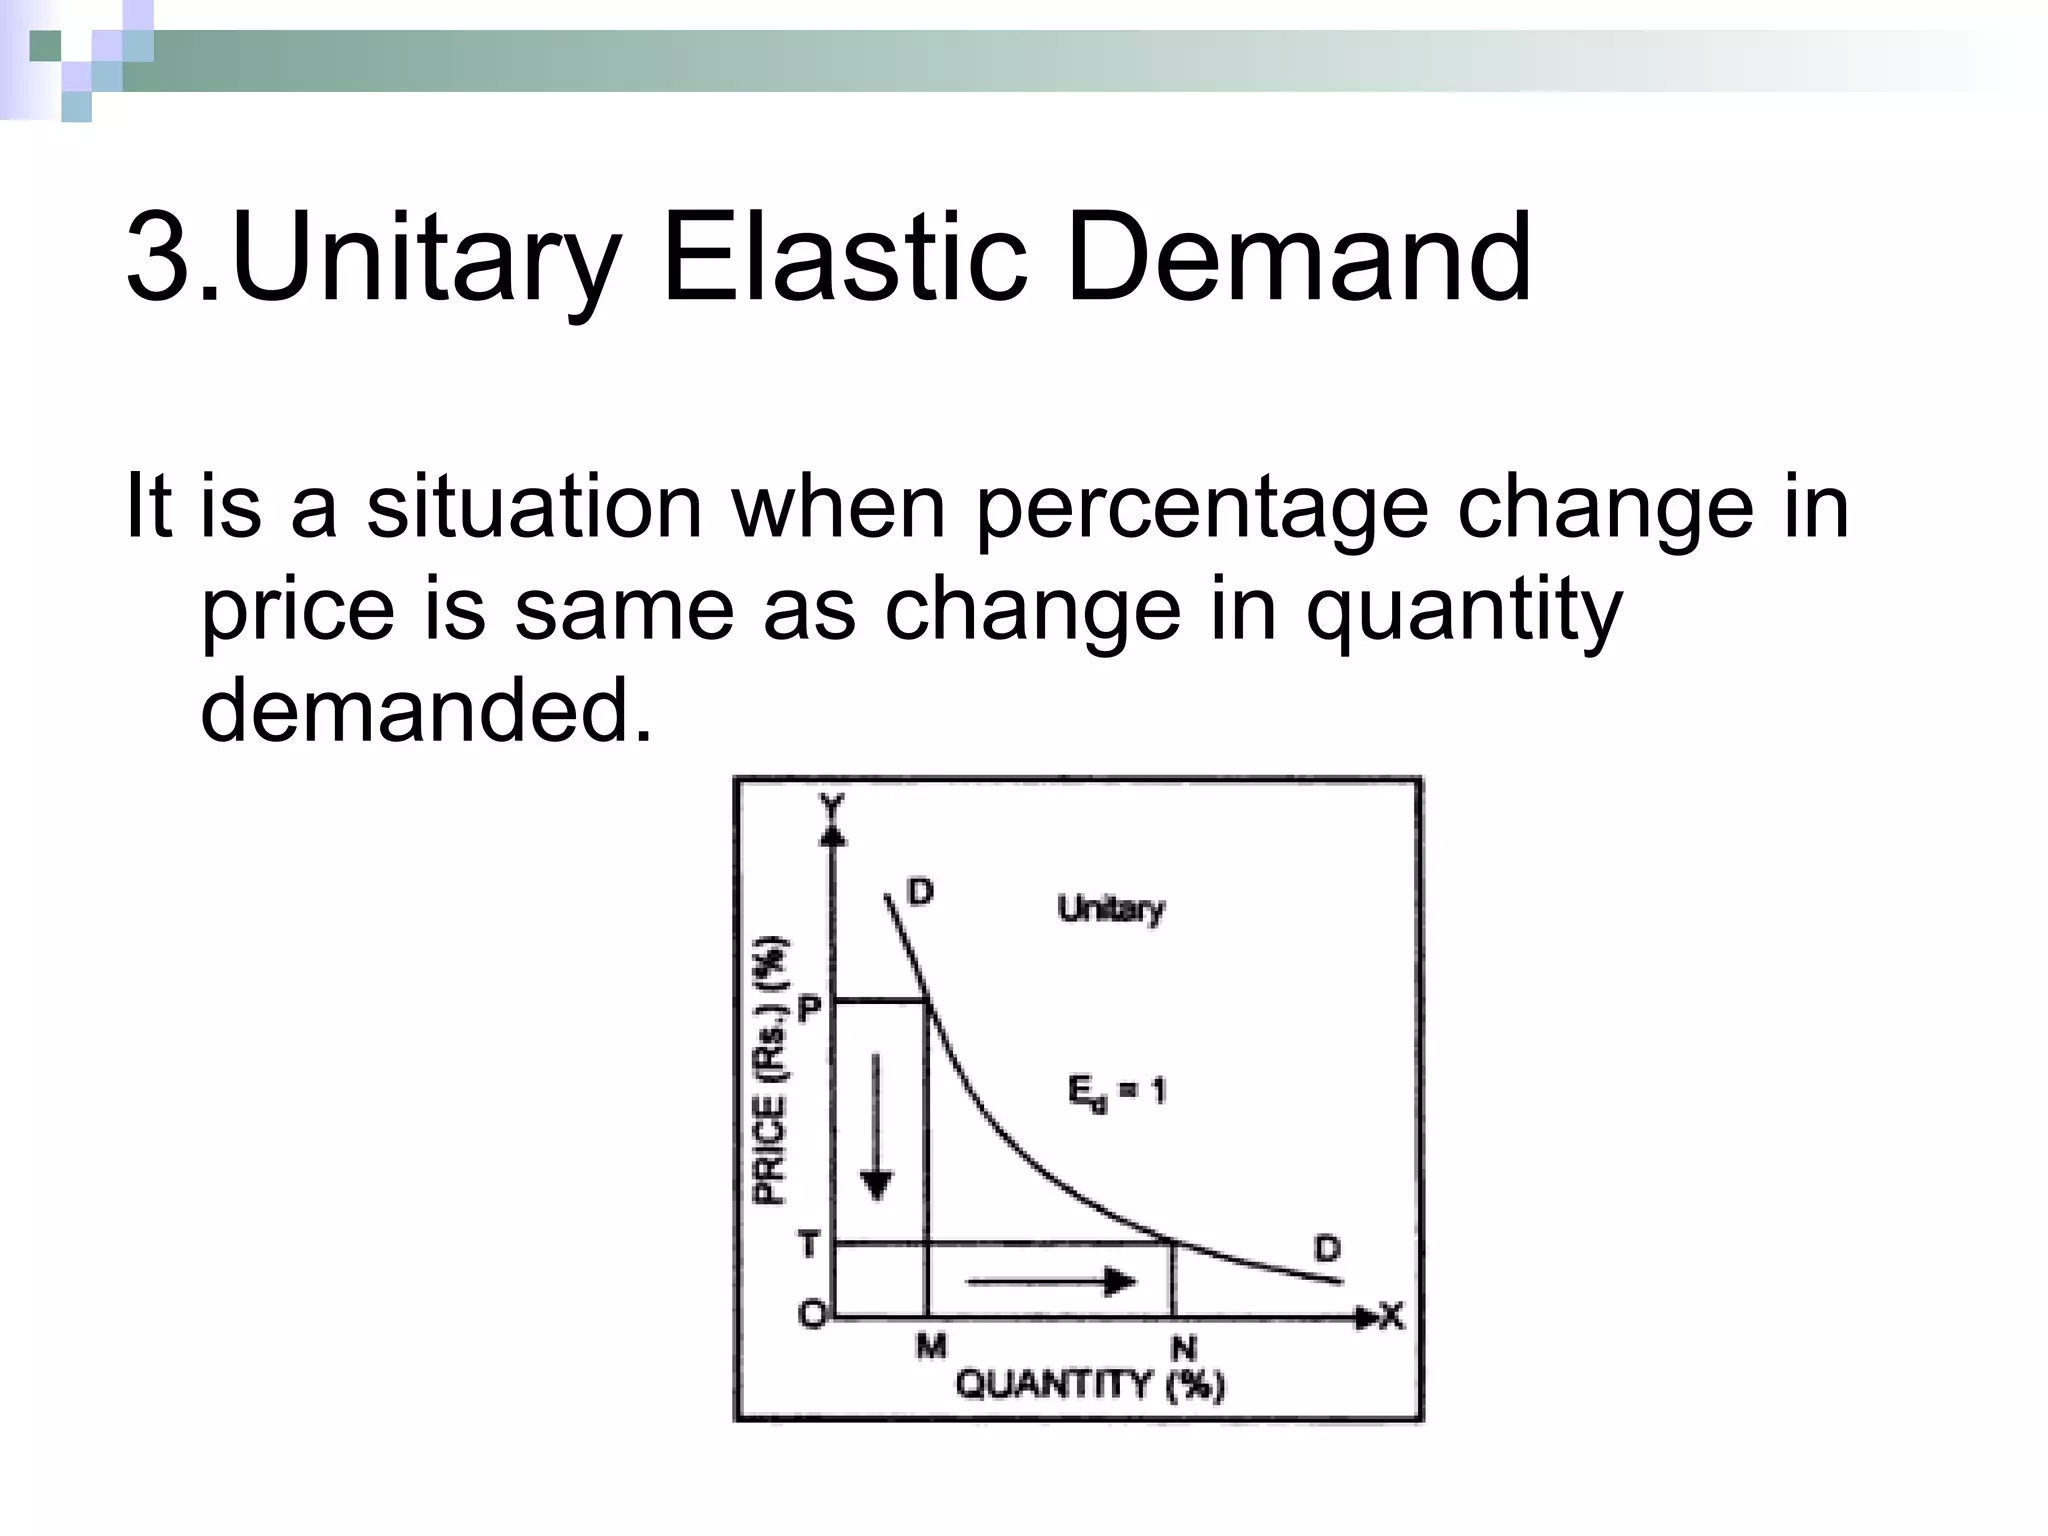 3.Unitary Elastic Demand
It is a situation when percentage change in
price is same as change in quantity
demanded.
Y
D
Unitary
PRICE (Rs.) (%)
P
Ed = 1
T
D
O
X
M
N
QUANTITY (%)